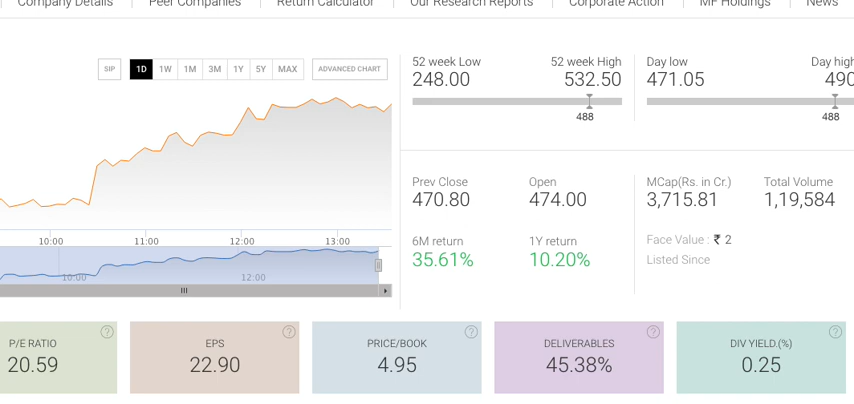 Company Details Peer Companies Return Calculator Our Research Reports Corporate Action MF Holdings News
SIP 1D 1W 1M 3M 1Y 5Y MAX ADVANCED CHART
10:00 11:00 12:00 13:00
10:00 12:00
52 week Low 52 week High
248.00 532.50
488
Day low Day high
471.05 490
488
Prev Close Open
470.80 474.00
6M return 1Y return
35.61% 10.20%
MCap(Rs. in Cr.) Total Volume
3,715.81 1,19,584
Face Value : ₹ 2
Listed Since
P/E RATIO
20.59
EPS
22.90
PRICE/BOOK
4.95
DELIVERABLES
45.38%
DIV YIELD.(%)
0.25